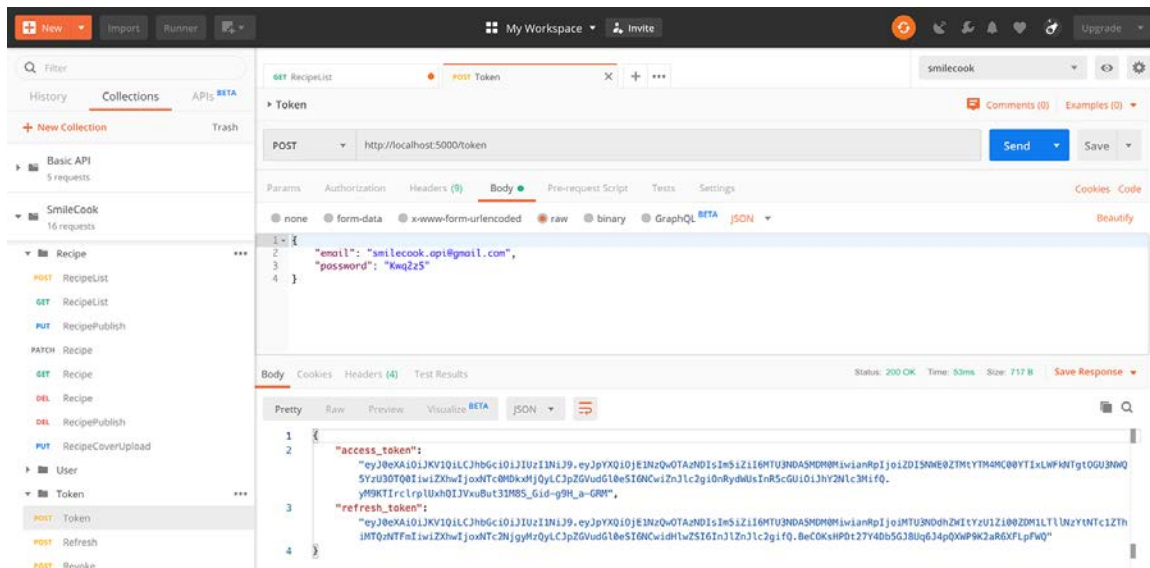 New
Import
Runner
My Workspace
Invite
Upgrade
Filter
History
Collections
APIs BETA
+ New Collection
Trash
Basic API
5 requests
SmileCook
16 requests
Recipe
POST RecipeList
GET RecipeList
PUT RecipePublish
PATCH Recipe
GET Recipe
DEL Recipe
DEL RecipePublish
PUT RecipeCoverUpload
User
Token
POST Token
POST Refresh
POST Revoke
GET RecipeList
POST Token
smilecook
Token
Comments (0)
Examples (0)
POST
http://localhost:5000/token
Send
Save
Params
Authorization
Headers (9)
Body
Pre-request Script
Tests
Settings
Cookies
Code
none
form-data
x-www-form-urlencoded
raw
binary
GraphQL BETA
JSON
Beautify
1 {
2 "email": "smilecook.api@gmail.com",
3 "password": "Kwq2z5"
4 }
Body
Cookies
Headers (4)
Test Results
Status: 200 OK
Time: 53ms
Size: 717 B
Save Response
Pretty
Raw
Preview
Visualize BETA
JSON
1 {
2 "access_token":
3 "refresh_token":
4 }